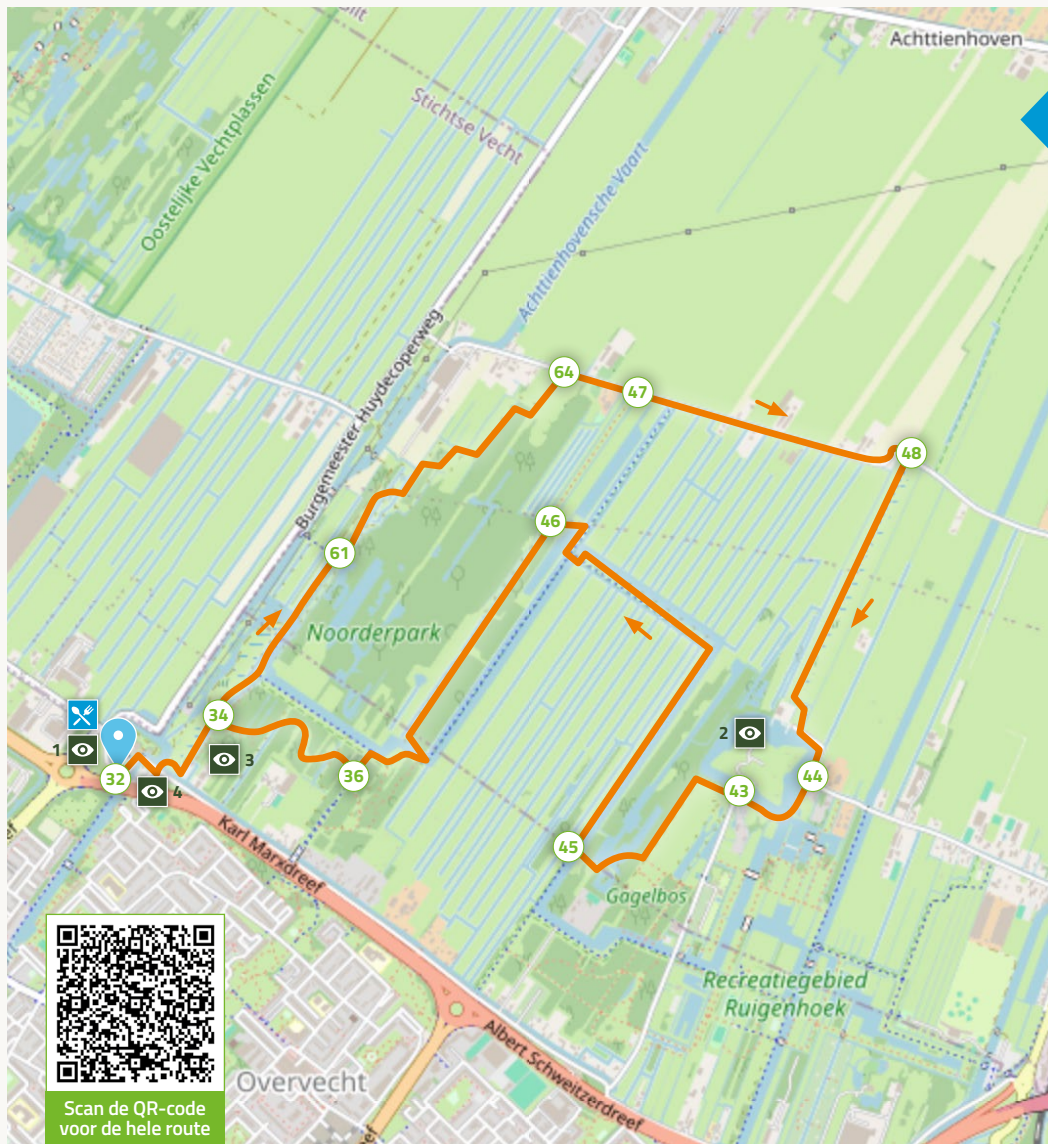 Achttienhoven
Stichtse Vecht
Oostelijke Vechtplassen
Achttienhovensche Vaart
Burgemeester Huydecoperweg
64
47
48
46
61
Noorderpark
34
1
3
2
32
4
36
43
44
Karl Marxdreef
45
Gagelbos
Recreatiegebied
Ruigenhoek
Albert Schweitzerdreef
Overvecht
Scan de QR-code
voor de hele route